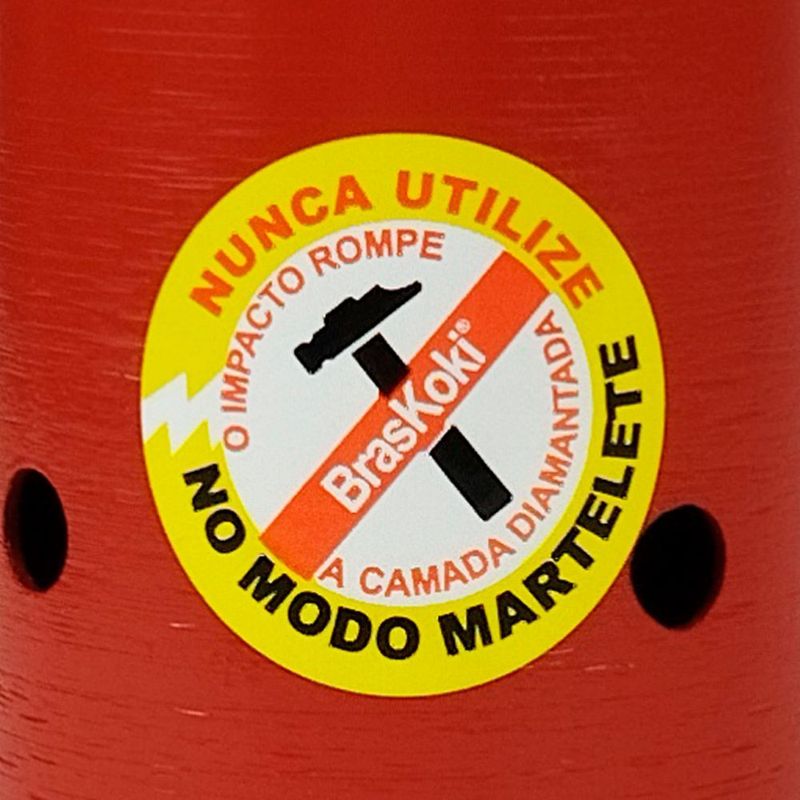 NUNCA UTILIZE
NO MODO MARTELETE
O IMPACTO ROMPE
A CAMADA DIAMANTADA
BrasKoki®